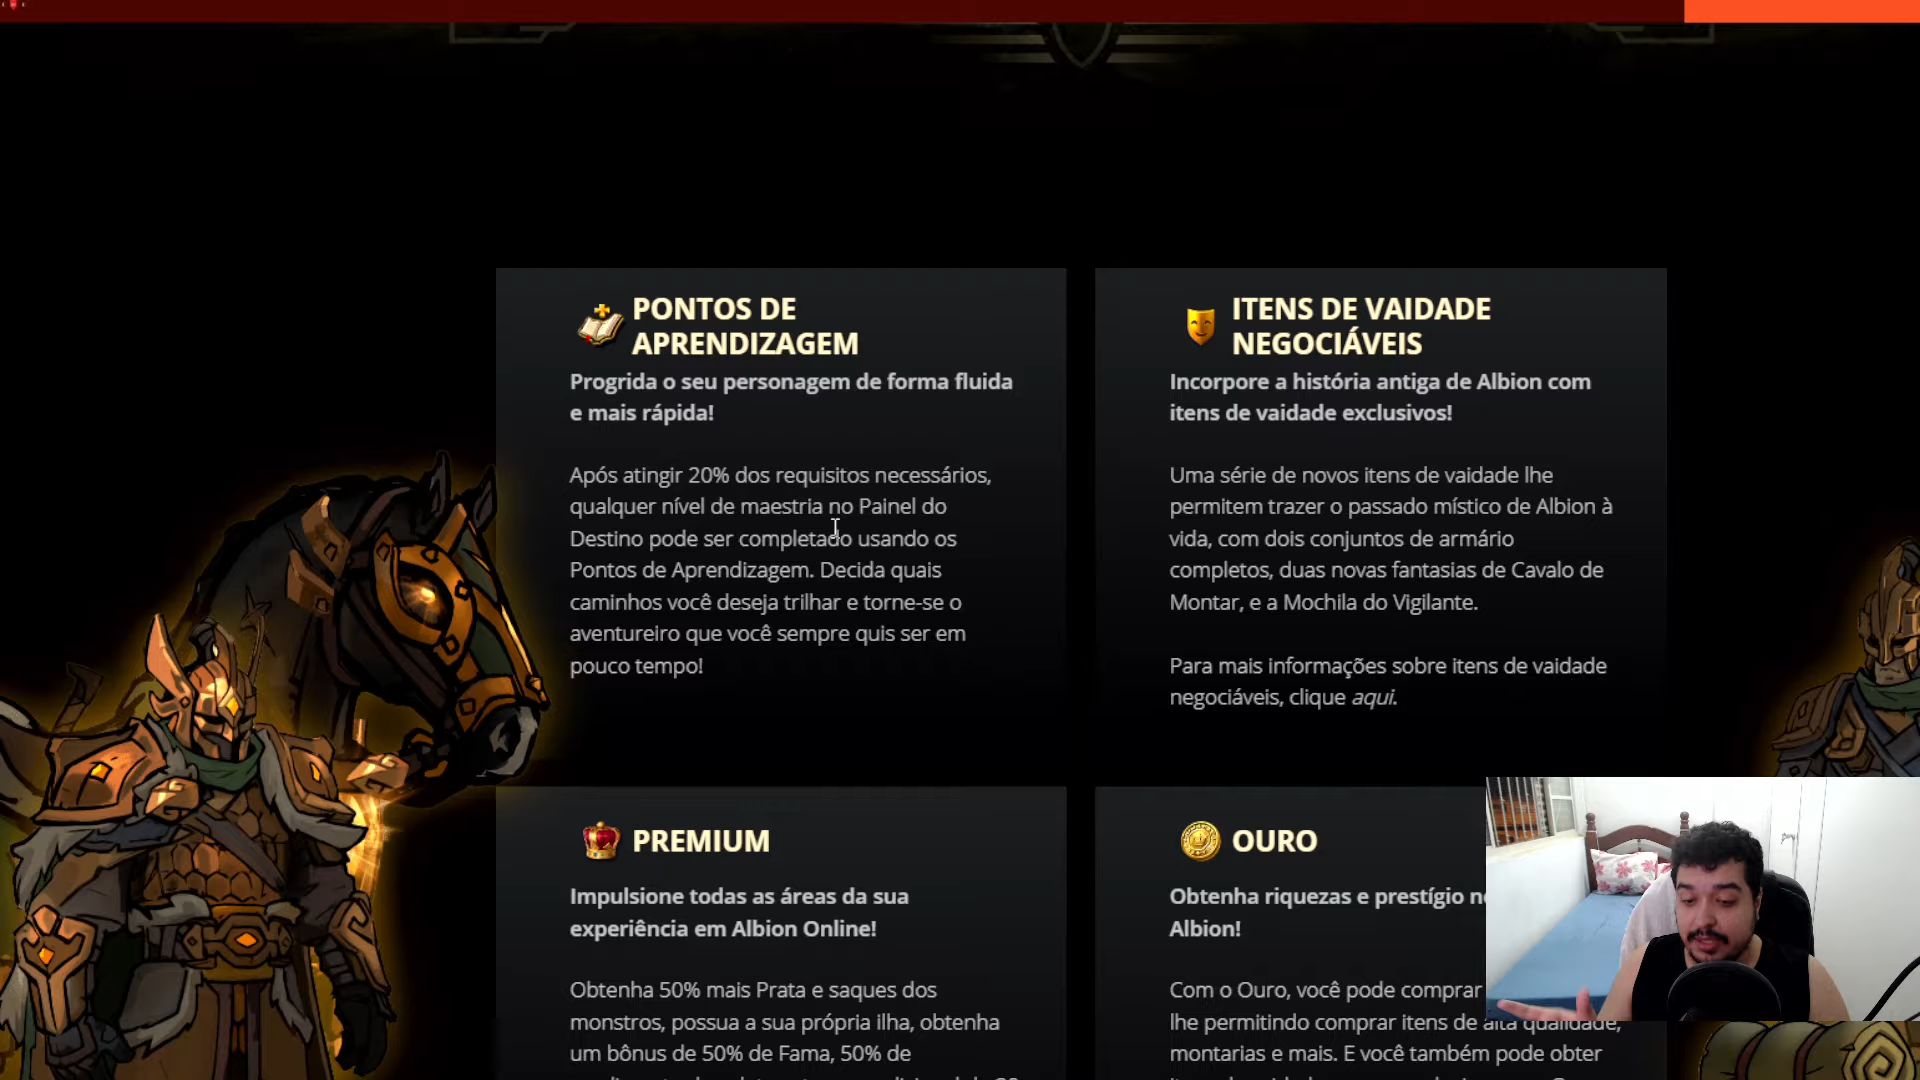 PONTOS DE
APRENDIZAGEM
Progrida o seu personagem de forma fluida
e mais rápida!
Após atingir 20% dos requisitos necessários,
qualquer nível de maestria no Painel do
Destino pode ser completado usando os
Pontos de Aprendizagem. Decida quais
caminhos você deseja trilhar e torne-se o
aventureiro que você sempre quis ser em
pouco tempo!
ITENS DE VAIDADE
NEGOCIÁVEIS
Incorpore a história antiga de Albion com
itens de vaidade exclusivos!
Uma série de novos itens de vaidade lhe
permitem trazer o passado místico de Albion à
vida, com dois conjuntos de armário
completos, duas novas fantasias de Cavalo de
Montar, e a Mochila do Vigilante.
Para mais informações sobre itens de vaidade
negociáveis, clique aqui.
PREMIUM
Impulsione todas as áreas da sua
experiência em Albion Online!
Obtenha 50% mais Prata e saques dos
monstros, possua a sua própria ilha, obtenha
um bônus de 50% de Fama, 50% de
OURO
Obtenha riquezas e prestígio
Albion!
Com o Ouro, você pode comprar
lhe permitindo comprar itens de alta qualidade,
montarias e mais. E você também pode obter